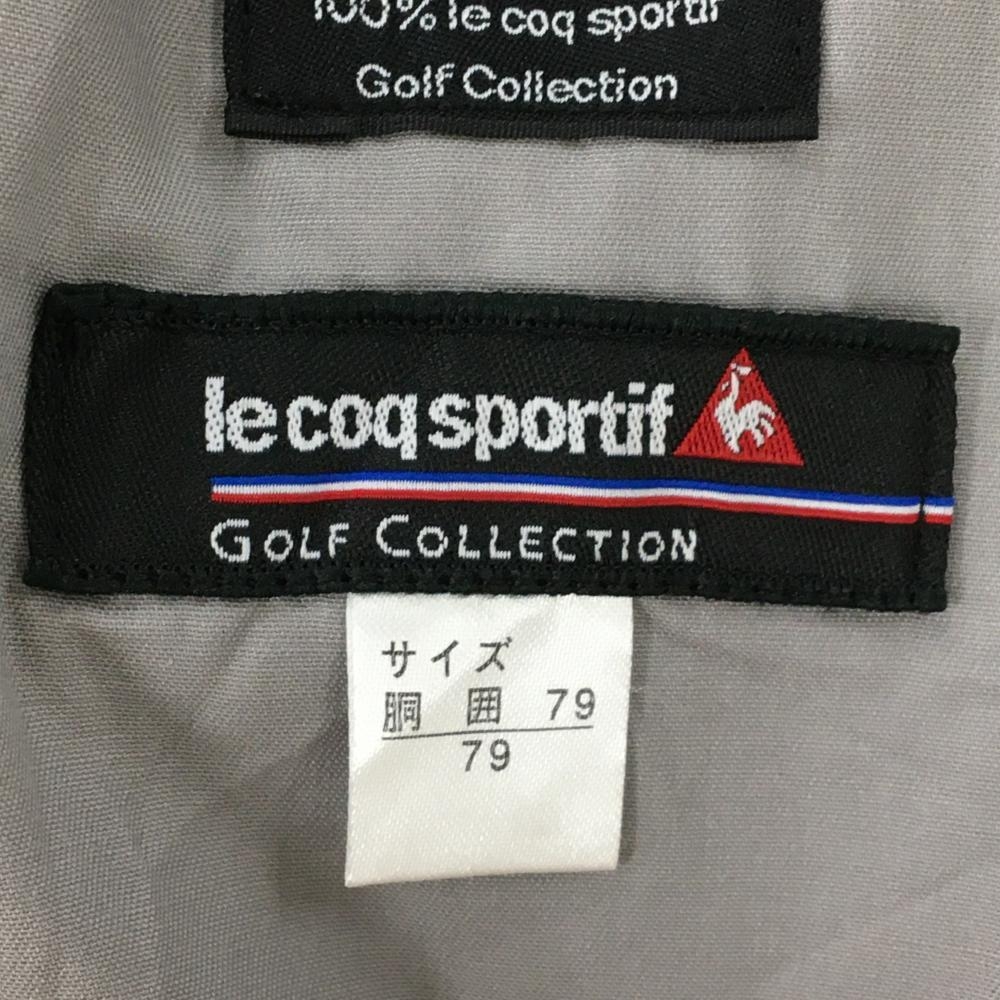 100% le coq sportif
Golf Collection
le coq sportif
GOLF COLLECTION
サイズ
胴 囲 79
79